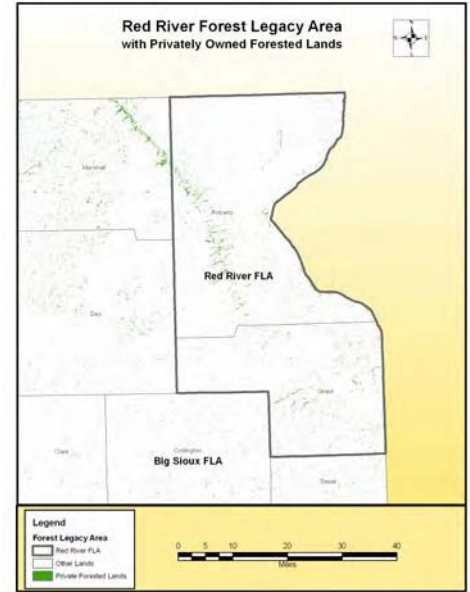 Red River Forest Legacy Area
with Privately Owned Forested Lands
N
Marshall
Roberts
Red River FLA
Day
Grant
Clark
Codington
Big Sioux FLA
Deuel
Legend
Forest Legacy Area
Red River FLA
Other Lands
Private Forested Lands
0 5 10 20 30 40
Miles